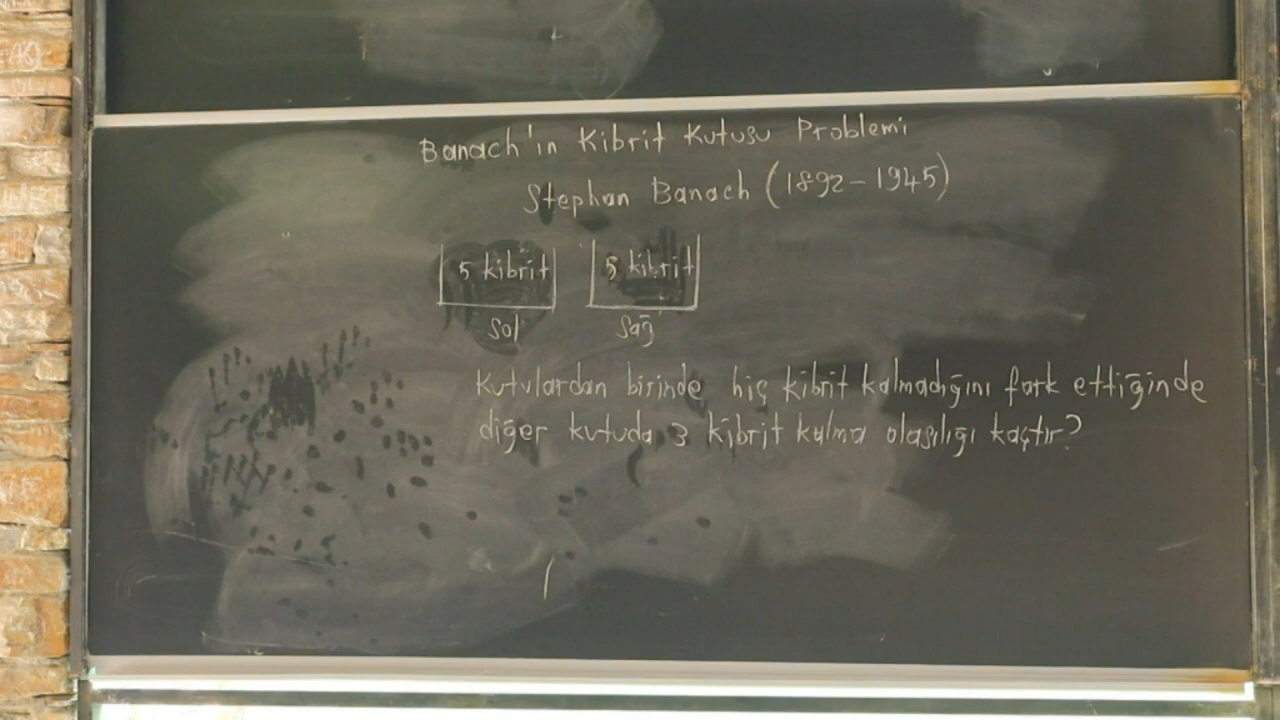 Banach'ın Kibrit Kutusu Problemi
Stephan Banach (1892-1945)
5 kibrit 5 kibrit
Sol Sağ
Kutulardan birinde hiç kibrit kalmadığını fark ettiğinde
diğer kutuda 3 kibrit kalma olasılığı kaçtır?